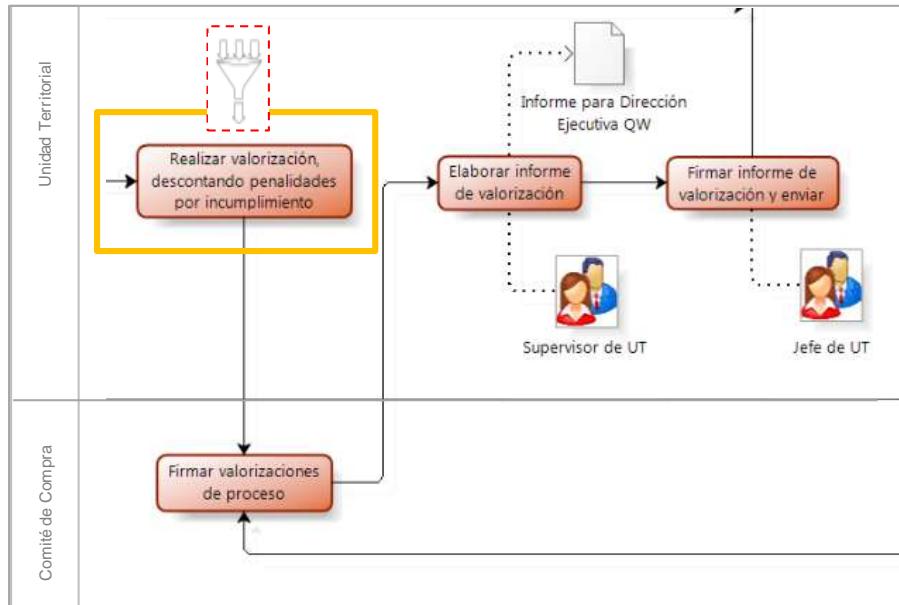 Unidad Territorial
Informe para Dirección
Ejecutiva QW
Realizar valorización,
descontando penalidades
por incumplimiento
Elaborar informe
de valorización
Firmar informe de
valorización y enviar
Supervisor de UT
Jefe de UT
Comité de Compra
Firmar valorizaciones
de proceso